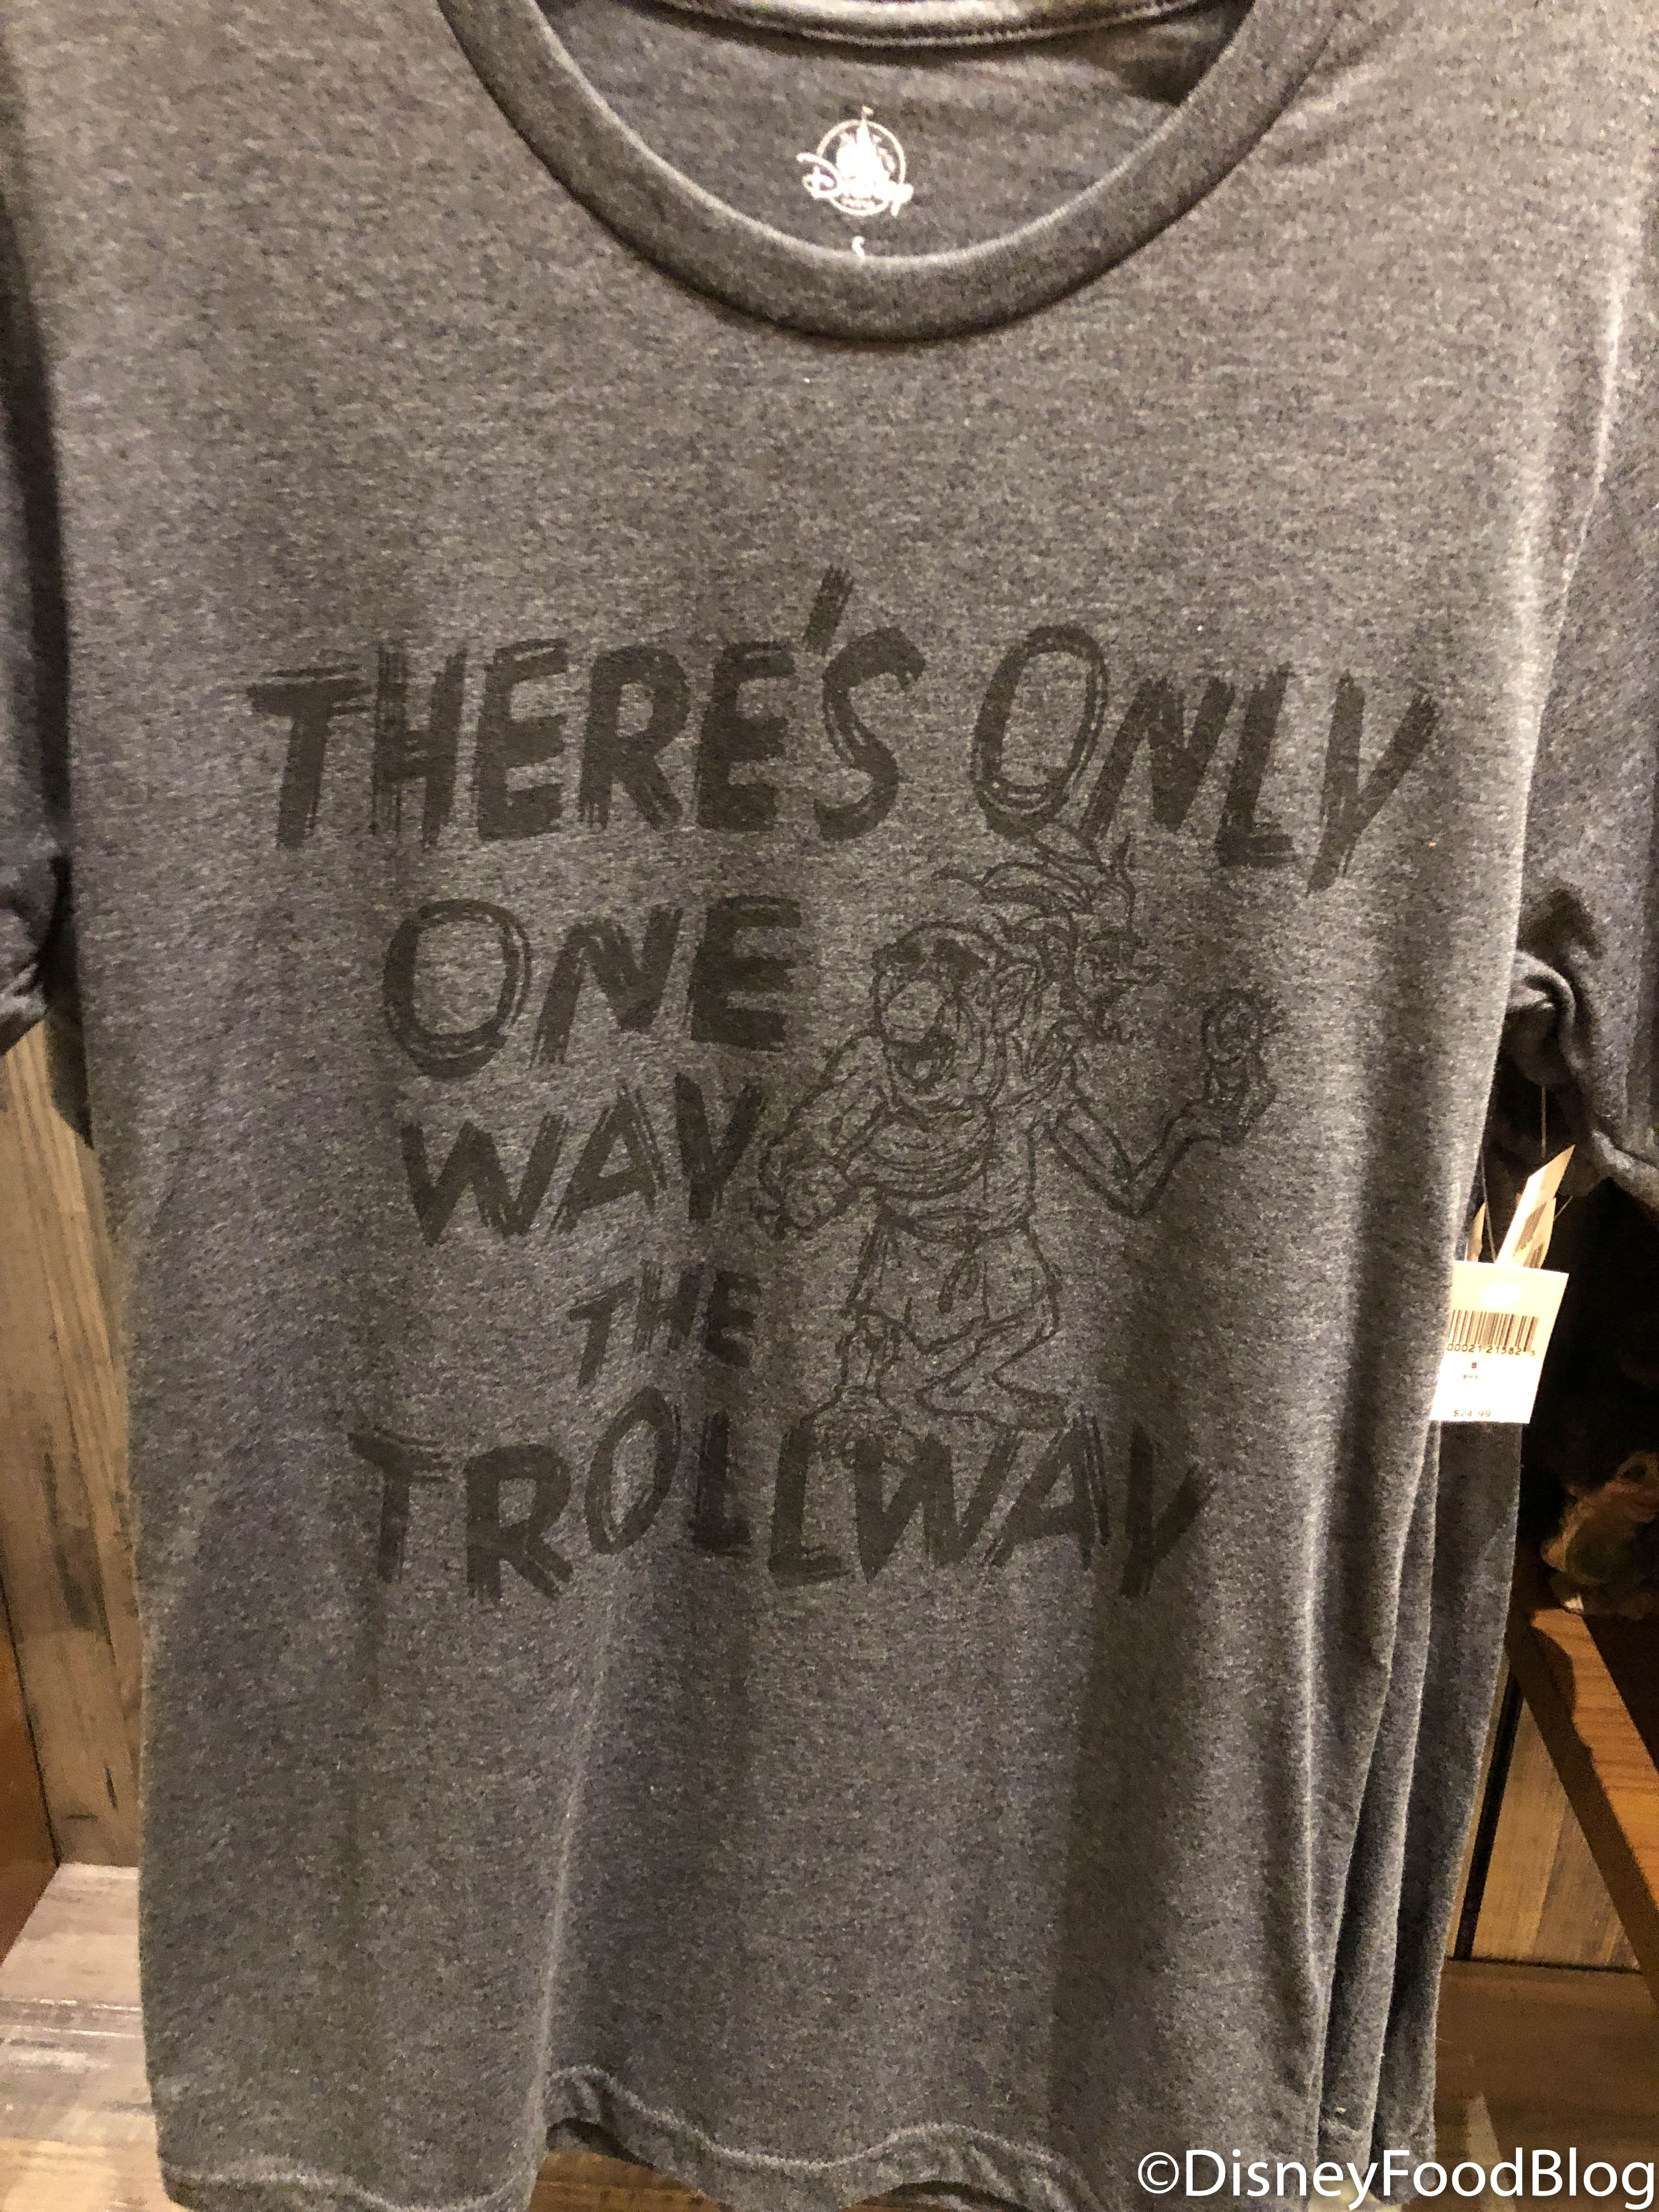 Disney
S
THERE'S ONLY
ONE
WAY
THE
TROLLWAY
S
$24.99
©DisneyFoodBlog